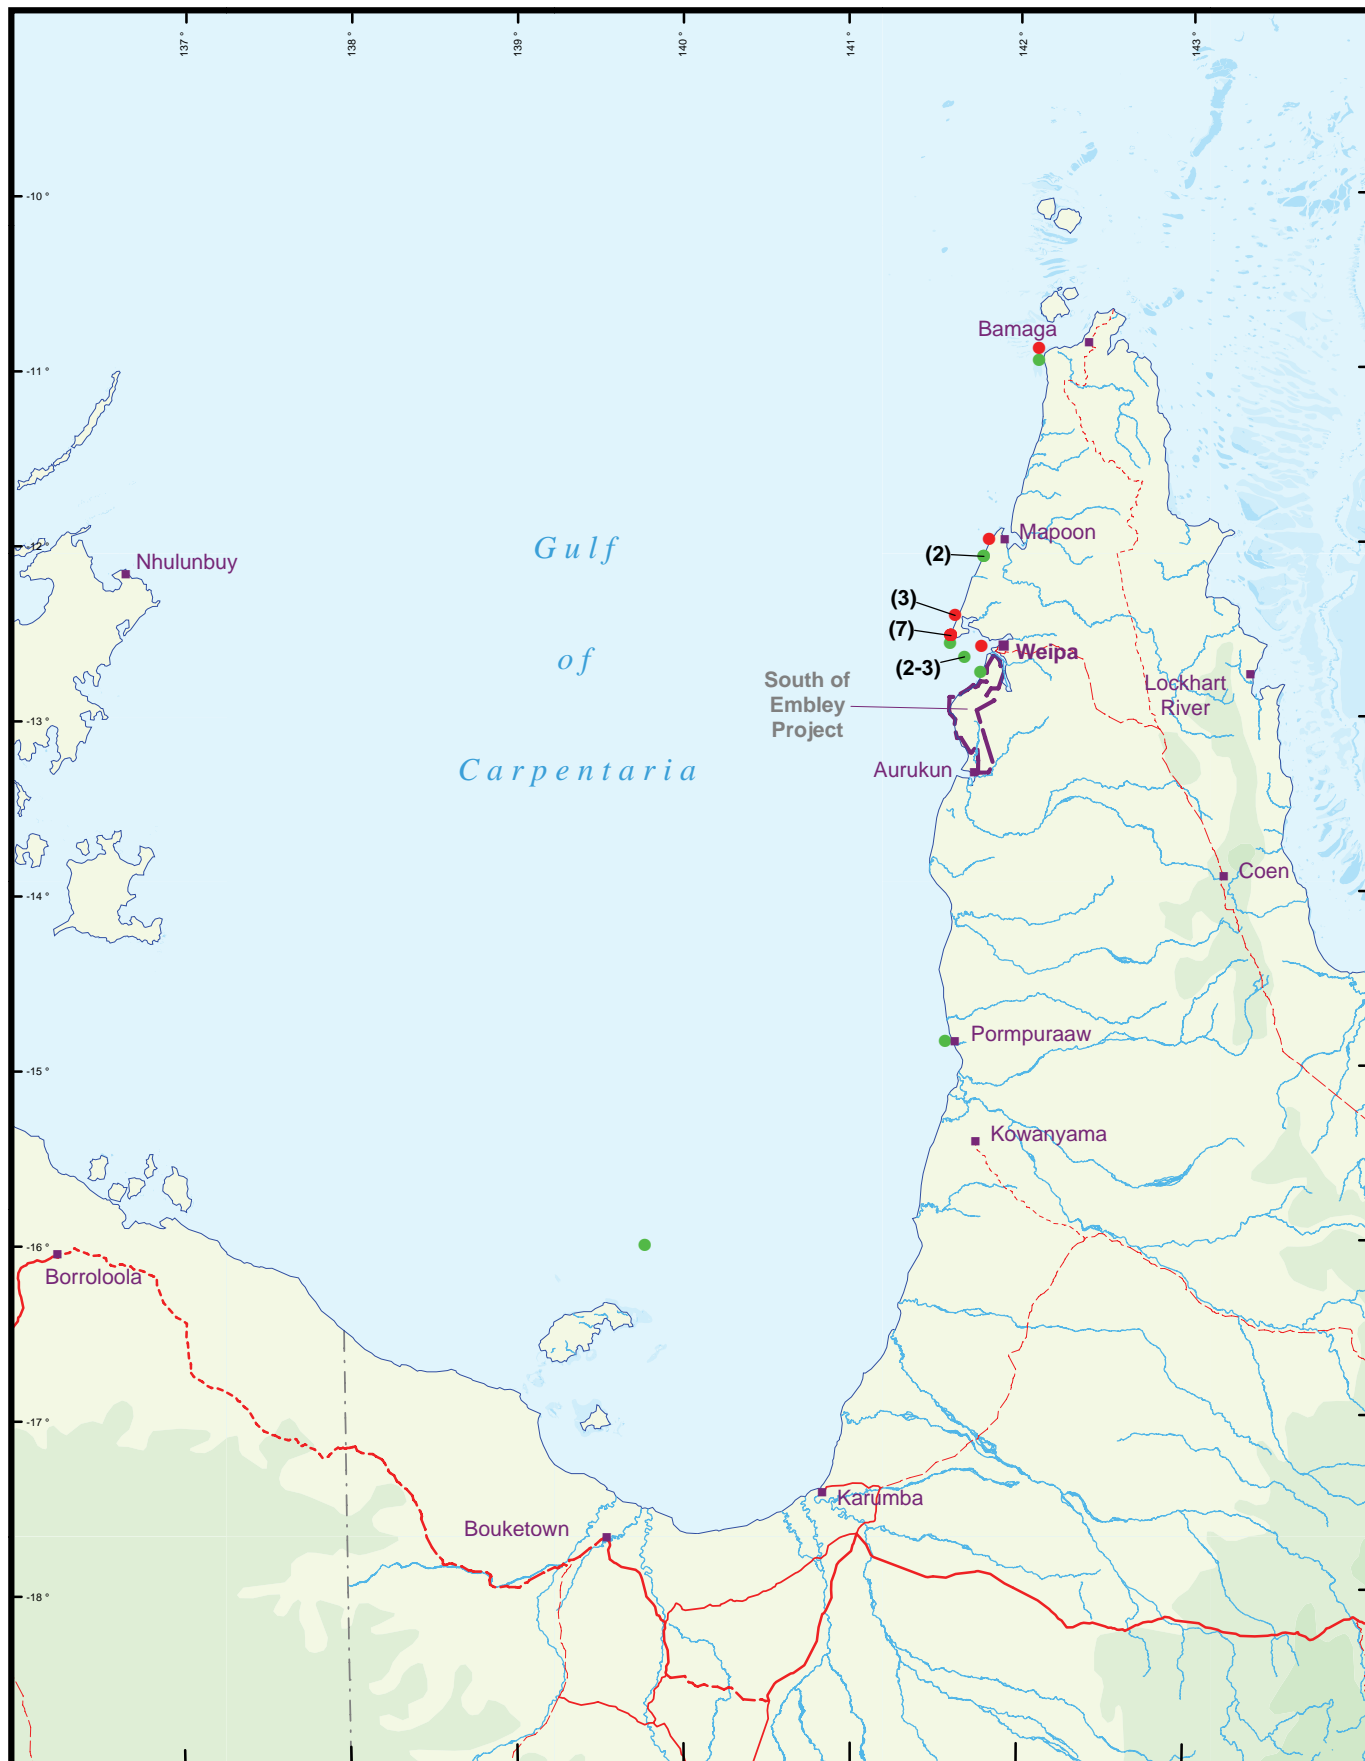 137°
138°
139°
140°
141°
142°
143°
-10°
Bamaga
-11°
-12°
Nhulunbuy
Gulf
of
Carpentaria
Mapoon
(2)
(3)
(7)
(2-3)
Weipa
South of
Embley
Project
Lockhart
River
-13°
Aurukun
Coen
-14°
Pormpuraaw
-15°
Kowanyama
-16°
Borroloola
-17°
Karumba
Bouketown
-18°